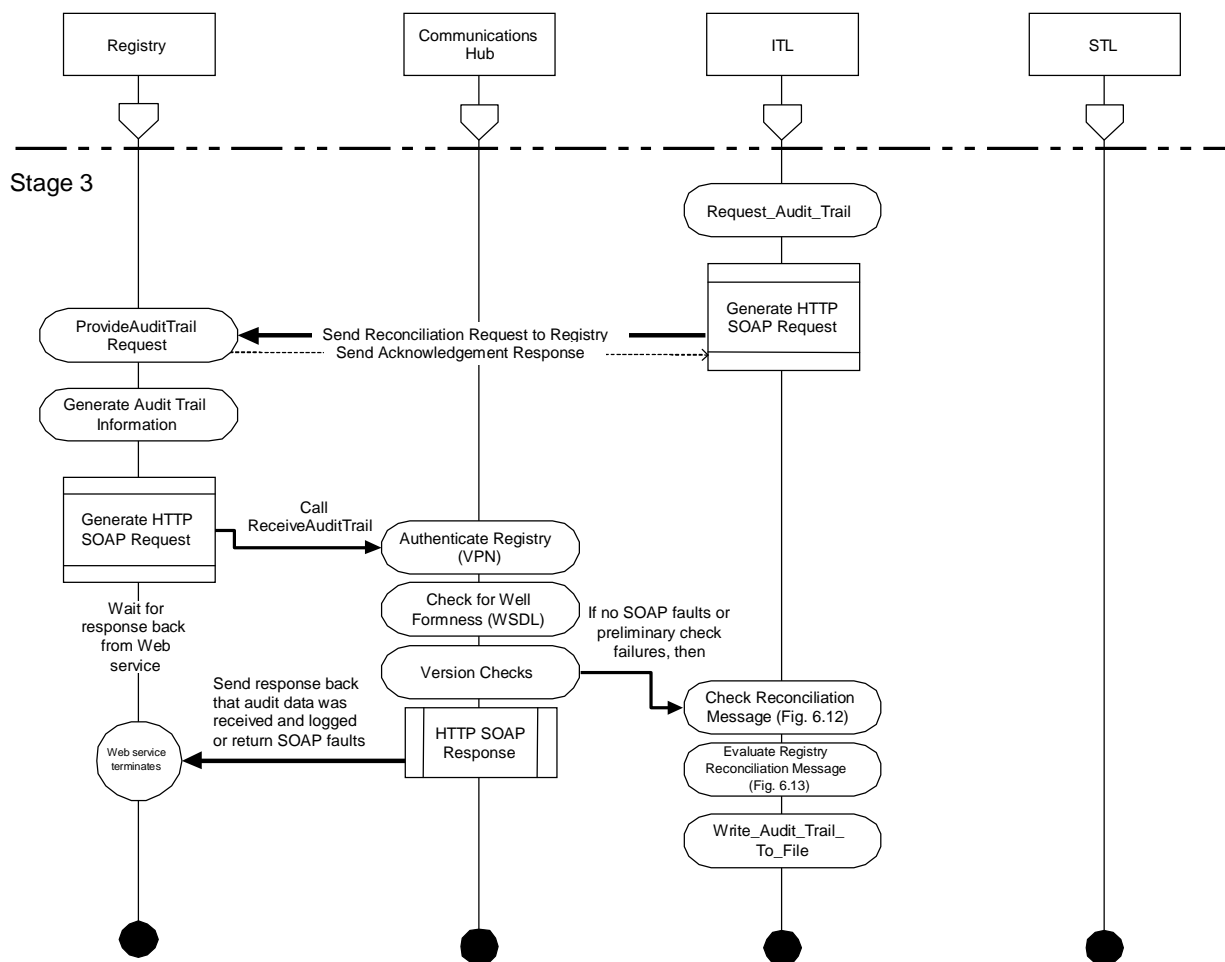 Registry
Communications
Hub
ITL
STL
Stage 3
Request_Audit_Trail
Generate HTTP
SOAP Request
ProvideAuditTrail
Request
Send Reconciliation Request to Registry
Send Acknowledgement Response
Generate Audit Trail
Information
Generate HTTP
SOAP Request
Call
ReceiveAuditTrail
Authenticate Registry
(VPN)
Check for Well
Formness (WSDL)
If no SOAP faults or
preliminary check
failures, then
Wait for
response back
from Web
service
Version Checks
Send response back
that audit data was
received and logged
or return SOAP faults
Check Reconciliation
Message (Fig. 6.12)
HTTP SOAP
Response
Web service
terminates
Evaluate Registry
Reconciliation Message
(Fig. 6.13)
Write_Audit_Trail_
To_File